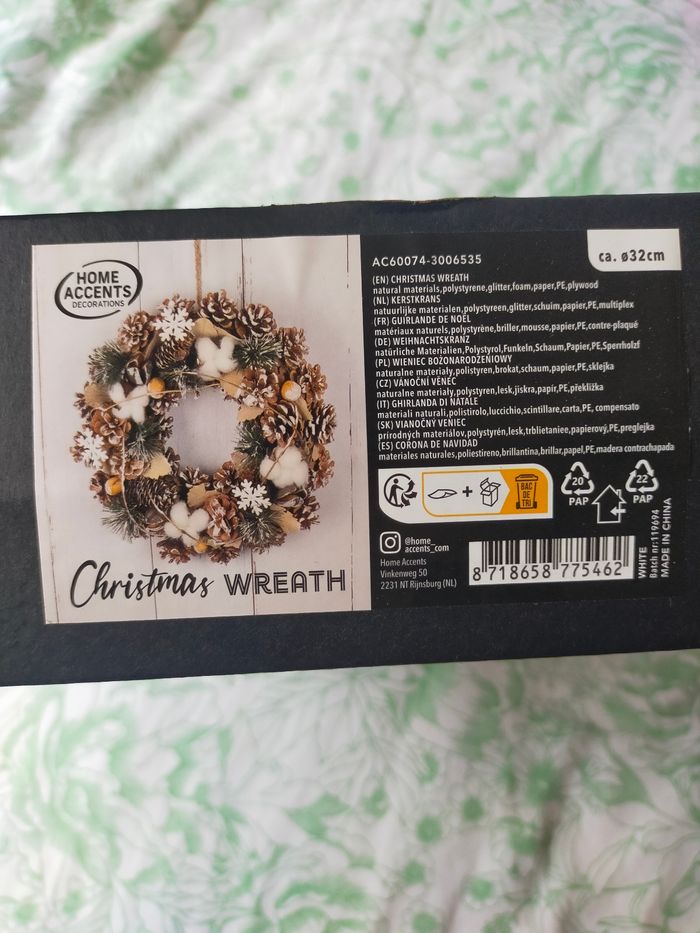 HOME
ACCENTS
DECORATIONS
Christmas WREATH
AC60074-3006535
ca. ø32cm
(EN) CHRISTMAS WREATH
natural materials,polystyrene,glitter,foam,paper,PE,plywood
(NL) KERSTKRANS
natuurlijke materialen,polystyreen,glitter,schuim,papier,PE,multiplex
(FR) GUIRLANDE DE NOËL
matériaux naturels,polystyrène,briller,mousse,papier,PE,contre-plaqué
(DE) WEIHNACHTSKRANZ
natürliche Materialien,Polystyrol,Funkeln,Schaum,Papier,PE,Sperrholzf
(PL) WIENIEC BOŻONARODZENIOWY
naturalne materiały,polystyren,brokat,schaum,papier,PE,sklejka
(CZ) VÁNOČNÍ VĚNEC
naturalne materiały,polystyren,lesk,jiskra,papír,PE,překližka
(IT) GHIRLANDA DI NATALE
materiali naturali,polistirolo,luccichio,scintillare,carta,PE, compensato
(SK) VIANOČNÝ VENIEC
prírodných materiálov,polystyrén,lesk,trblietaniec,papierový,PE,preglejka
(ES) CORONA DE NAVIDAD
materiales naturales,poliestireno,brillantina,brillar,papel,PE,madera contrachapada
BAC
DE
TRI
20
PAP
22
PAP
@home_
accents_com
Home Accents
Vinkenweg 50
2231 NT Rijnsburg (NL)
8 718658 775462
WHITE
Batch nr:119694
MADE IN CHINA